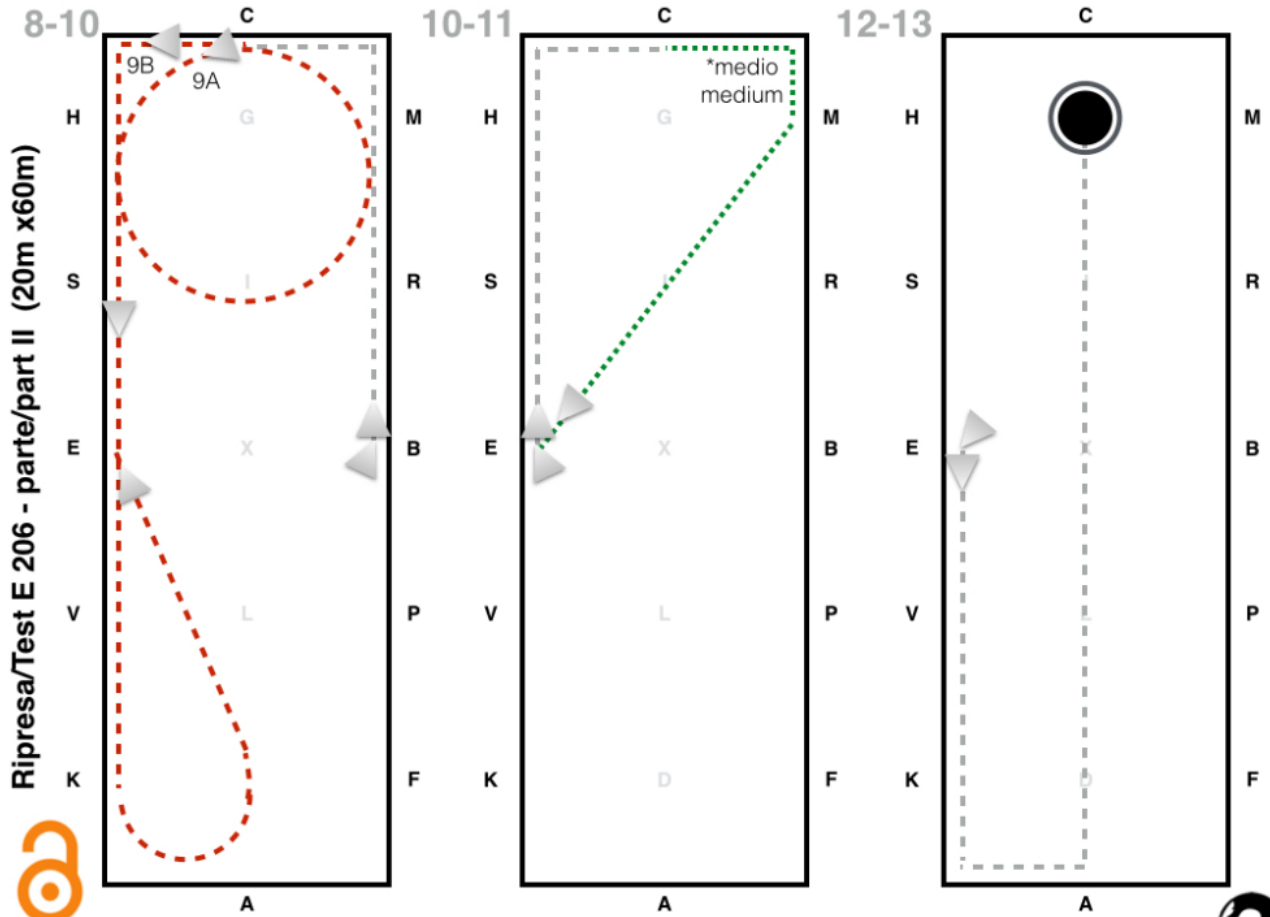 Ripresa/Test E 206 - parte/part II (20m x60m)
8-10
C
9B
9A
H G M
S I R
E X B
V L P
K F
A
10-11
C
*medio
medium
H G M
S I R
E X B
V L P
K D F
A
12-13
C
H M
S R
E X B
V L P
K D F
A